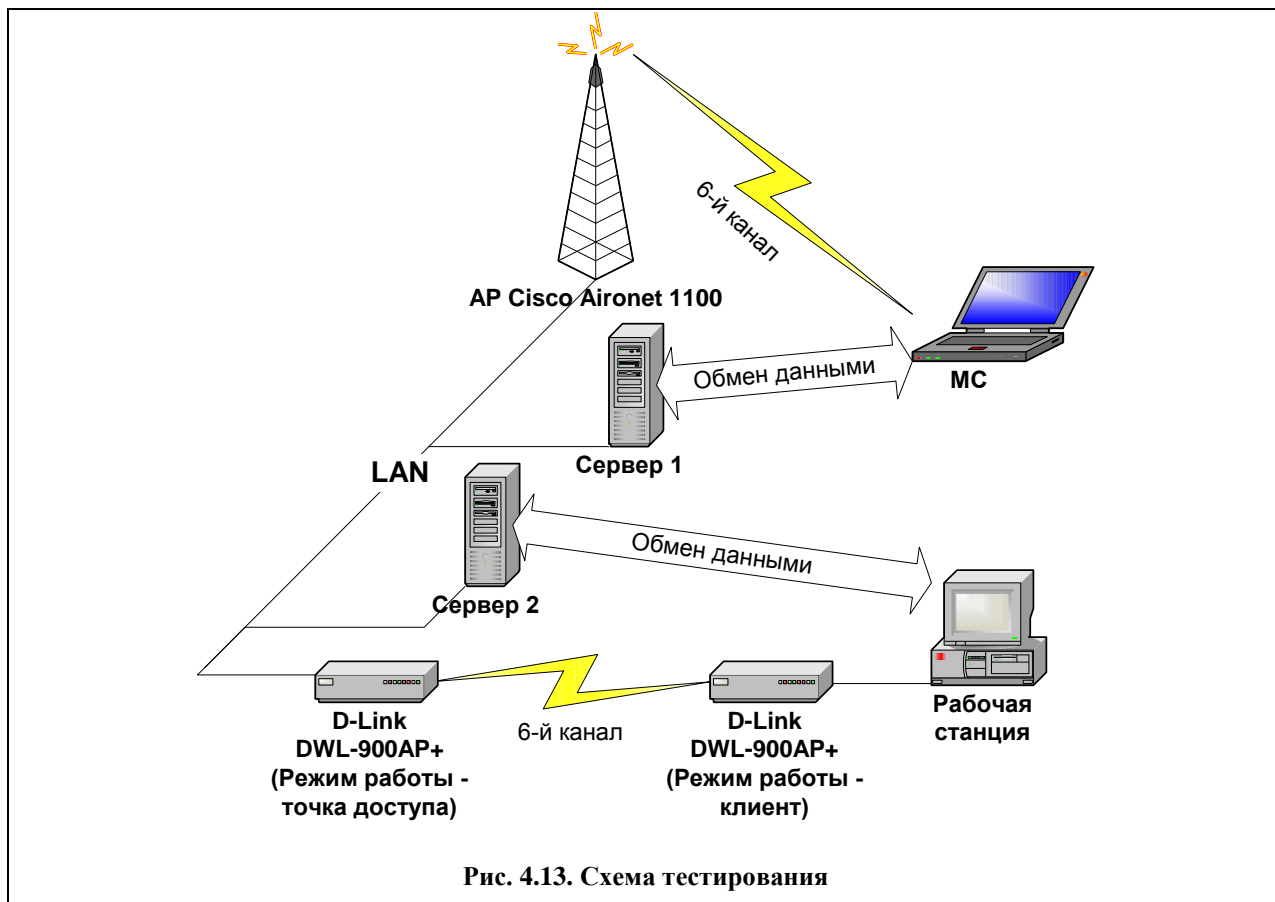 6-й канал
AP Cisco Aironet 1100
Обмен данными
МС
Сервер 1
LAN
Обмен данными
Сервер 2
D-Link
DWL-900AP+
(Режим работы -
точка доступа)
6-й канал
D-Link
DWL-900AP+
(Режим работы -
клиент)
Рабочая
станция
Рис. 4.13. Схема тестирования